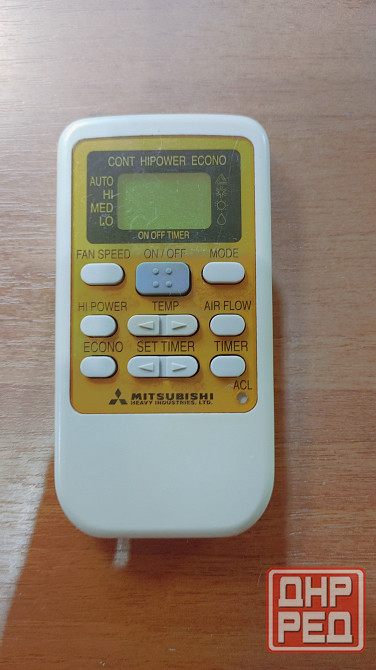 CONT HIPOWER ECONO
AUTO
HI
MED
LO
ON OFF TIMER
FAN SPEED ON / OFF MODE
HI POWER TEMP AIR FLOW
ECONO SET TIMER TIMER
ACL
MITSUBISHI
HEAVY INDUSTRIES, LTD.
ДНР
РЕД